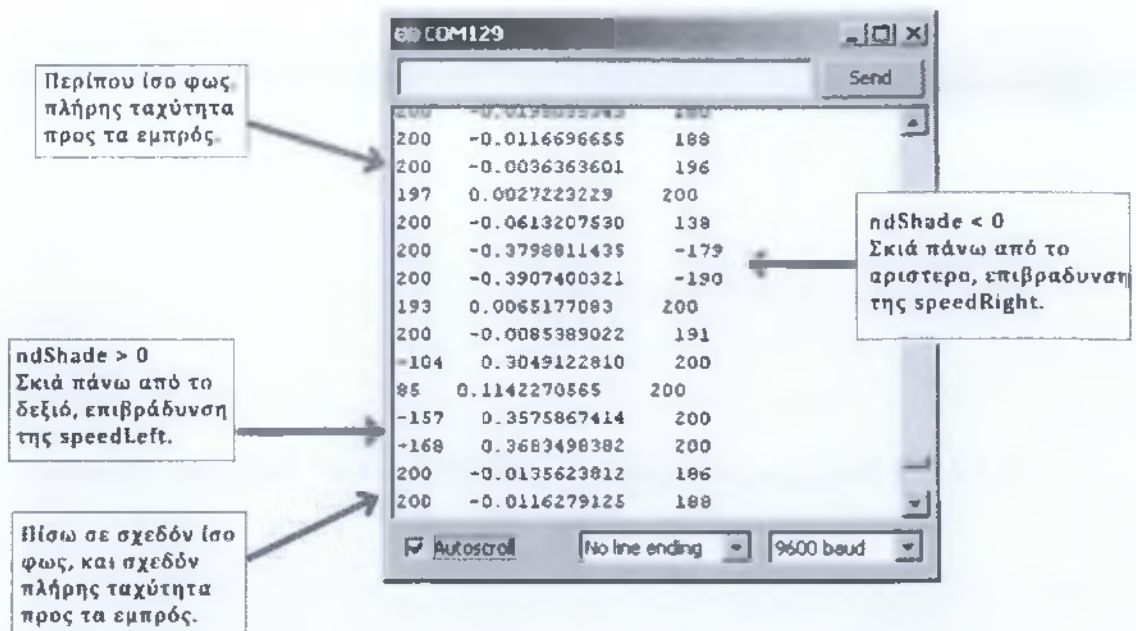 COM129
Send
200 188
200 -0.0116696655 188
200 -0.0036363601 196
197 0.0027223229 200
200 -0.0613207530 138
200 -0.3798811435 -179
200 -0.3907400321 -190
193 0.0065177083 200
200 -0.0085389022 191
-104 0.3049122810 200
85 0.1142270565 200
-157 0.3575867414 200
-168 0.3683498382 200
200 -0.0135623812 186
200 -0.0116279125 188
Autoscroll No line ending 9600 baud
Περίπου ίσο φως
πλήρης ταχύτητα
προς τα εμπρός.
ndShade < 0
Σκιά πάνω από το
αριστερο, επιβραδυνση
της speedRight.
ndShade > 0
Σκιά πάνω από το
δεξιό, επιβράδυνση
της speedLeft.
Πίσω σε σχεδόν ίσο
φως, και σχεδόν
πλήρης ταχύτητα
προς τα εμπρός.